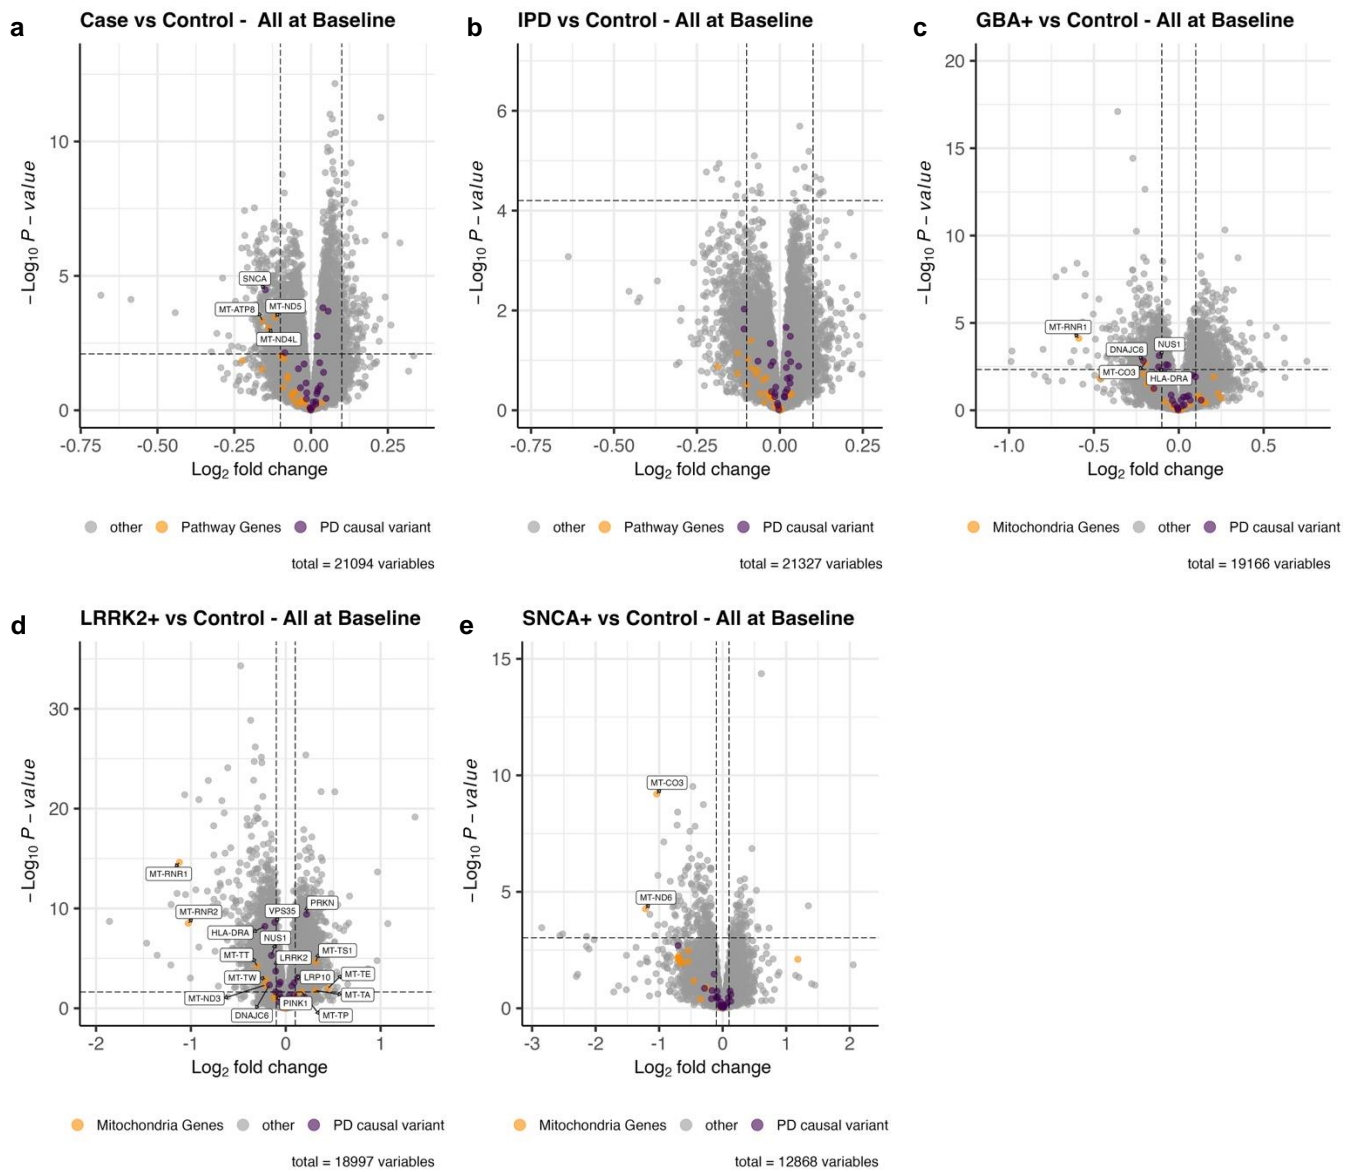 a
Case vs Control - All at Baseline
10
5
0
-0.75
-0.50
-0.25
0.00
0.25
− Log10 P − value
Log2 fold change
SNCA
MT-ATP8
MT-ND5
MT-ND4L
other
Pathway Genes
PD causal variant
total = 21094 variables
b
IPD vs Control - All at Baseline
6
4
2
0
-0.75
-0.50
-0.25
0.00
0.25
− Log10 P − value
Log2 fold change
other
Pathway Genes
PD causal variant
total = 21327 variables
c
GBA+ vs Control - All at Baseline
20
15
10
5
0
-1.0
-0.5
0.0
0.5
− Log10 P − value
Log2 fold change
MT-RNR1
DNAJC6
NUS1
MT-CO3
HLA-DRA
Mitochondria Genes
other
PD causal variant
total = 19166 variables
d
LRRK2+ vs Control - All at Baseline
30
20
10
0
-2
-1
0
1
− Log10 P − value
Log2 fold change
MT-RNR1
MT-RNR2
VPS35
PRKN
HLA-DRA
NUS1
MT-TT
LRRK2
MT-TS1
MT-TW
LRP10
MT-TE
MT-ND3
MT-TA
PINK1
DNAJC6
MT-TP
Mitochondria Genes
other
PD causal variant
total = 18997 variables
e
SNCA+ vs Control - All at Baseline
15
10
5
0
-3
-2
-1
0
1
2
− Log10 P − value
Log2 fold change
MT-CO3
MT-ND6
Mitochondria Genes
other
PD causal variant
total = 12868 variables